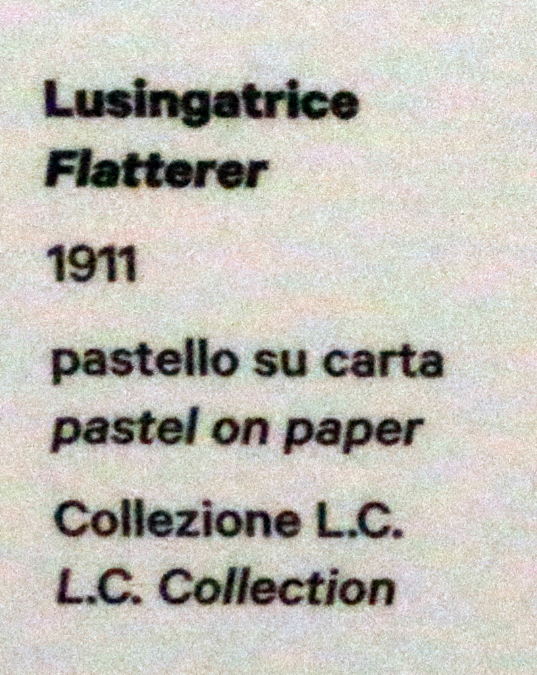 Lusingatrice
Flatterer
1911
pastello su carta
pastel on paper
Collezione L.C.
L.C. Collection